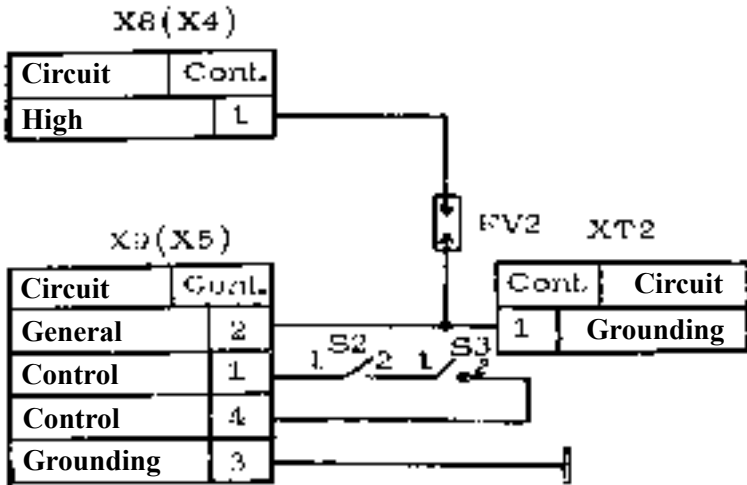 X8(X4)
Circuit Cont.
High 1
FV2 XT2
X9(X5)
Circuit Cont.
Cont. Circuit
General 2
1 Grounding
1 S2 2 1 S3 2
Control 1
Control 4
Grounding 3